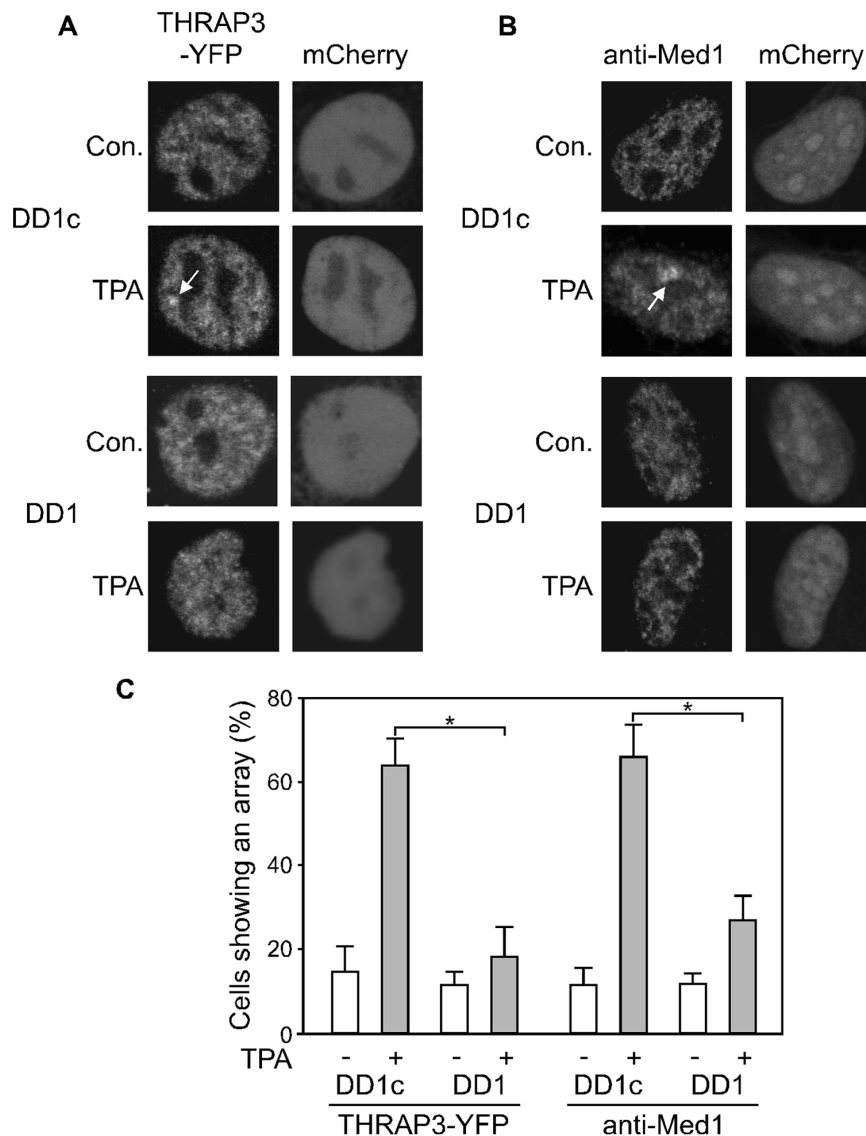 A
THRAP3
-YFP
mCherry
Con.
DD1c
TPA
Con.
DD1
TPA
B
anti-Med1
mCherry
Con.
DD1c
TPA
Con.
DD1
TPA
C
Cells showing an array (%)
80
60
40
20
0
*
*
TPA - + - + - + - +
DD1c DD1 DD1c DD1
THRAP3-YFP anti-Med1